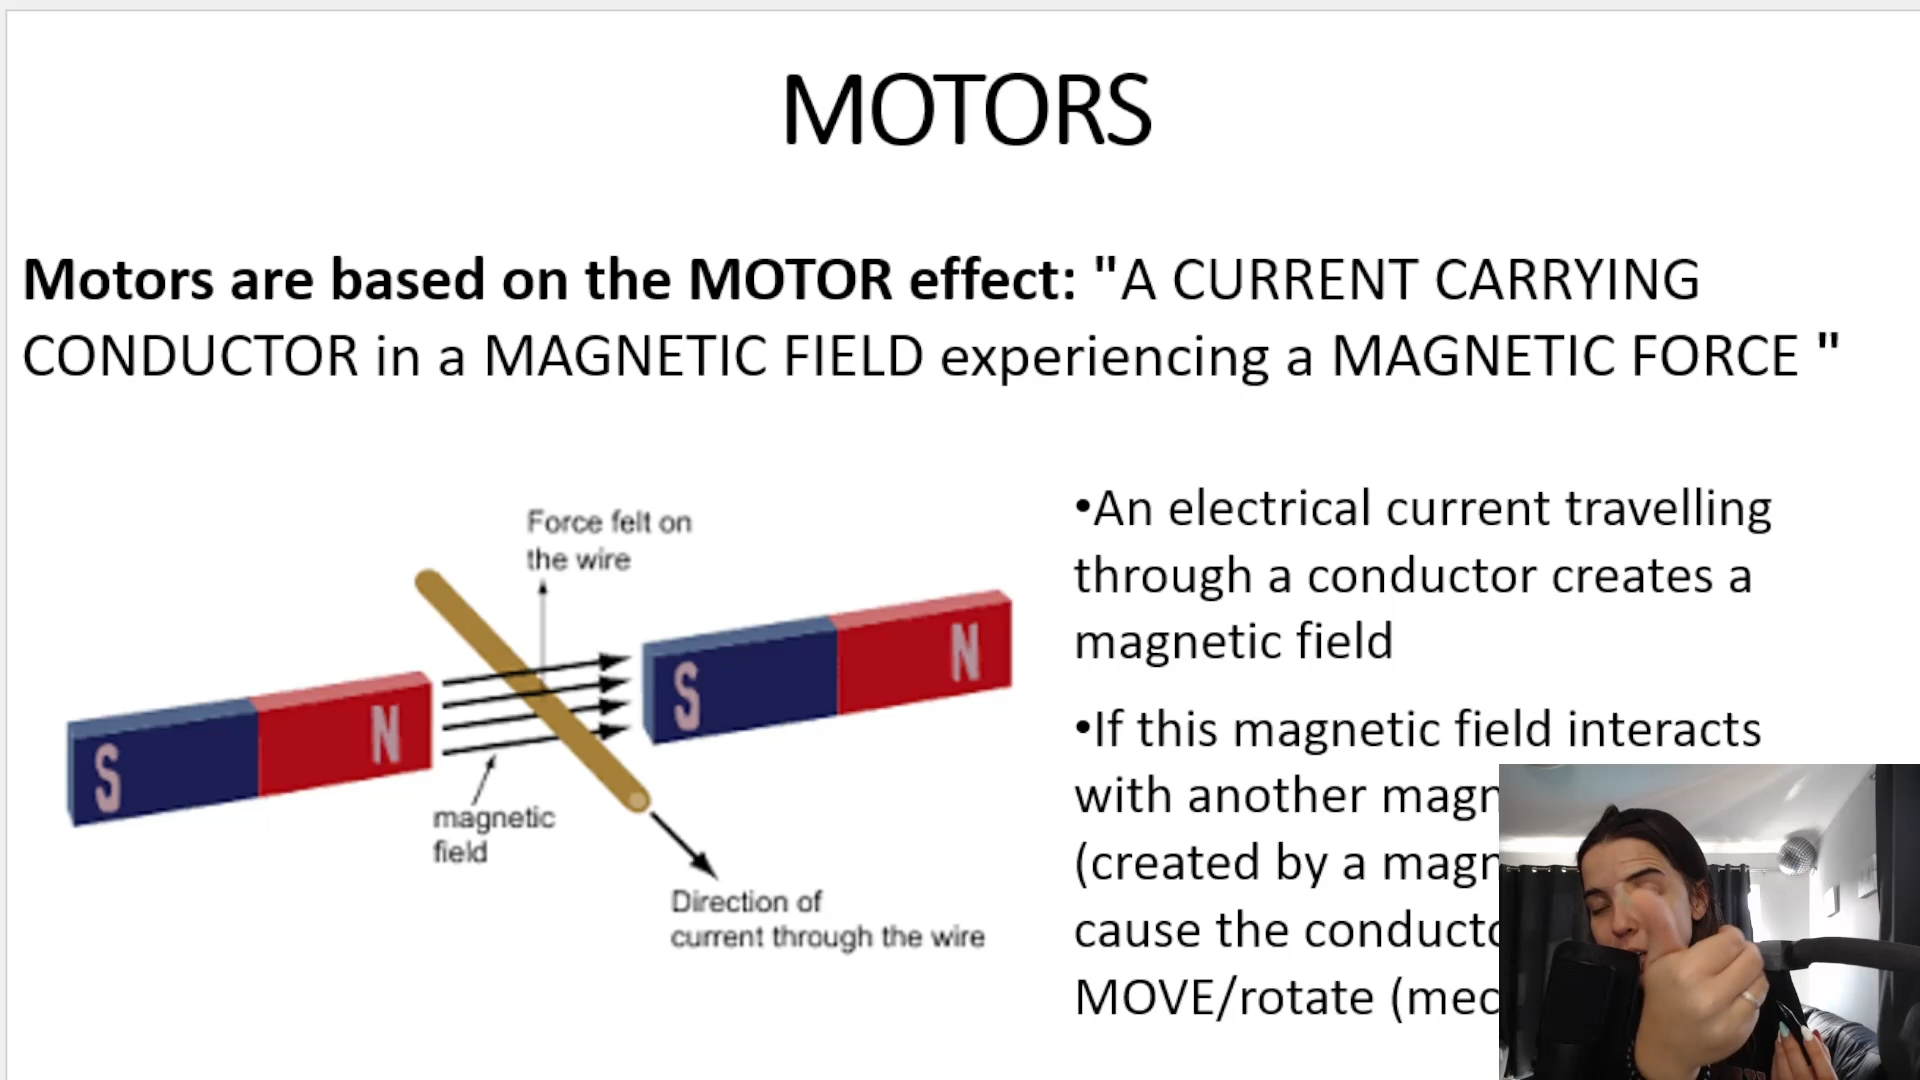 MOTORS
Motors are based on the MOTOR effect: "A CURRENT CARRYING
CONDUCTOR in a MAGNETIC FIELD experiencing a MAGNETIC FORCE "
Force felt on
the wire
S
N
S
N
magnetic
field
Direction of
current through the wire
•An electrical current travelling
through a conductor creates a
magnetic field
•If this magnetic field interacts
with another
(created by a
cause the
MOVE/rotate